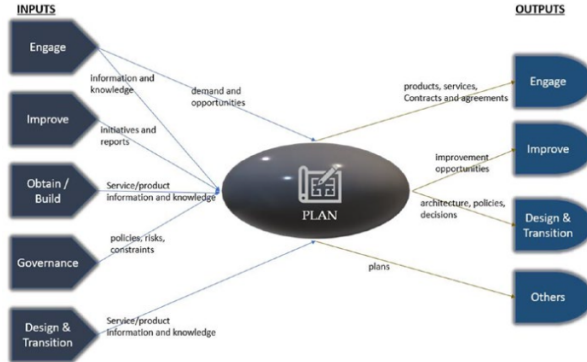 INPUTS
OUTPUTS
Engage
information and
knowledge
demand and
opportunities
products, services,
Contracts and agreements
Engage
Improve
initiatives and
reports
improvement
opportunities
Improve
Obtain /
Build
Service/product
information and knowledge
PLAN
architecture, policies,
decisions
Design &
Transition
Governance
policies, risks,
constraints
plans
Others
Design &
Transition
Service/product
information and knowledge